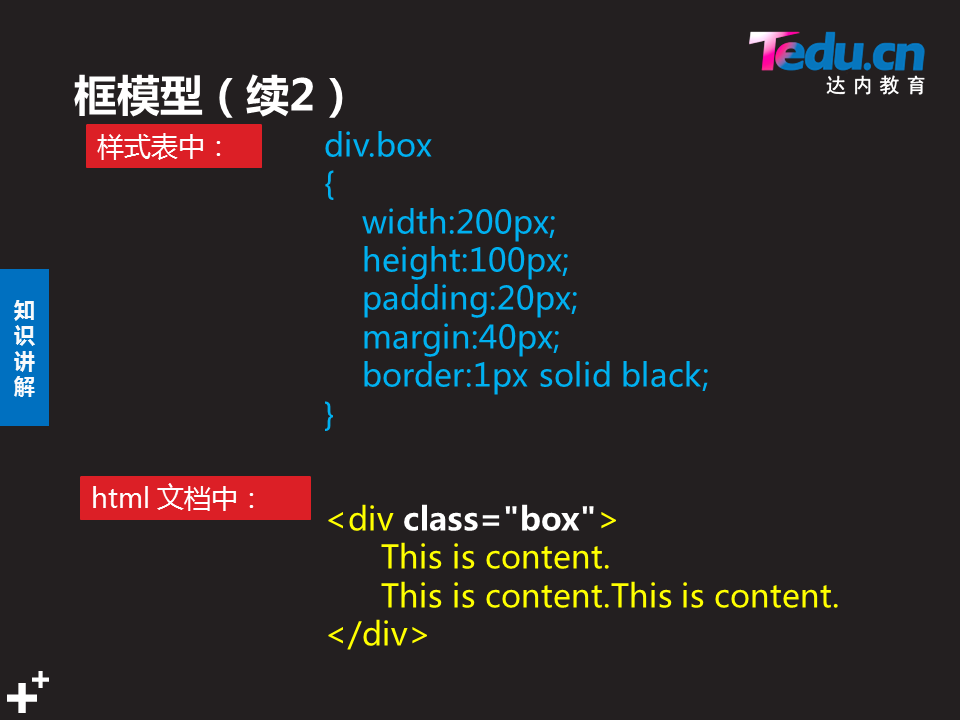 Tedu.cn
达内教育
框模型（续2）
样式表中：
div.box
{
width:200px;
height:100px;
padding:20px;
margin:40px;
border:1px solid black;
}
知
识
讲
解
html 文档中：
<div class="box">
This is content.
This is content.This is content.
</div>